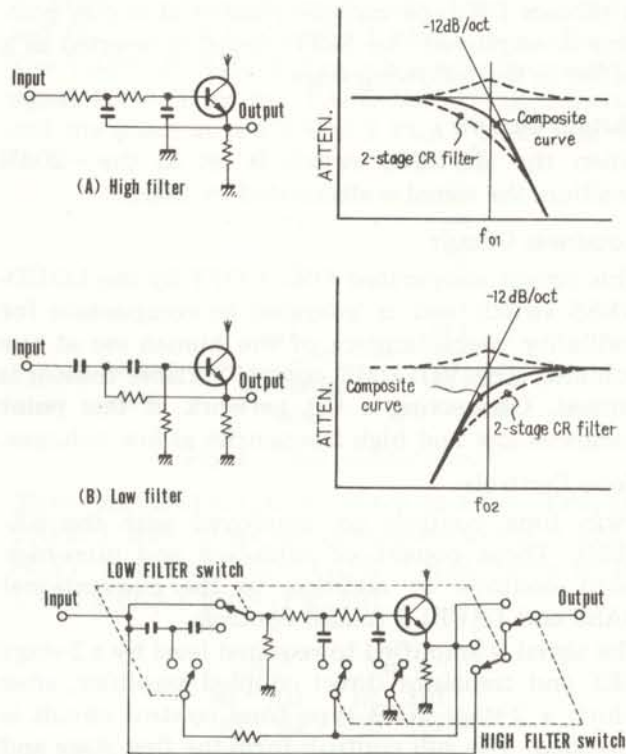 Input
Output
(A) High filter
-12dB/oct
Composite
curve
2-stage CR filter
ATTEN.
f01
Input
Output
(B) Low filter
-12dB/oct
Composite
curve
2-stage CR
filter
ATTEN.
f02
LOW FILTER switch
Input
Output
HIGH FILTER switch